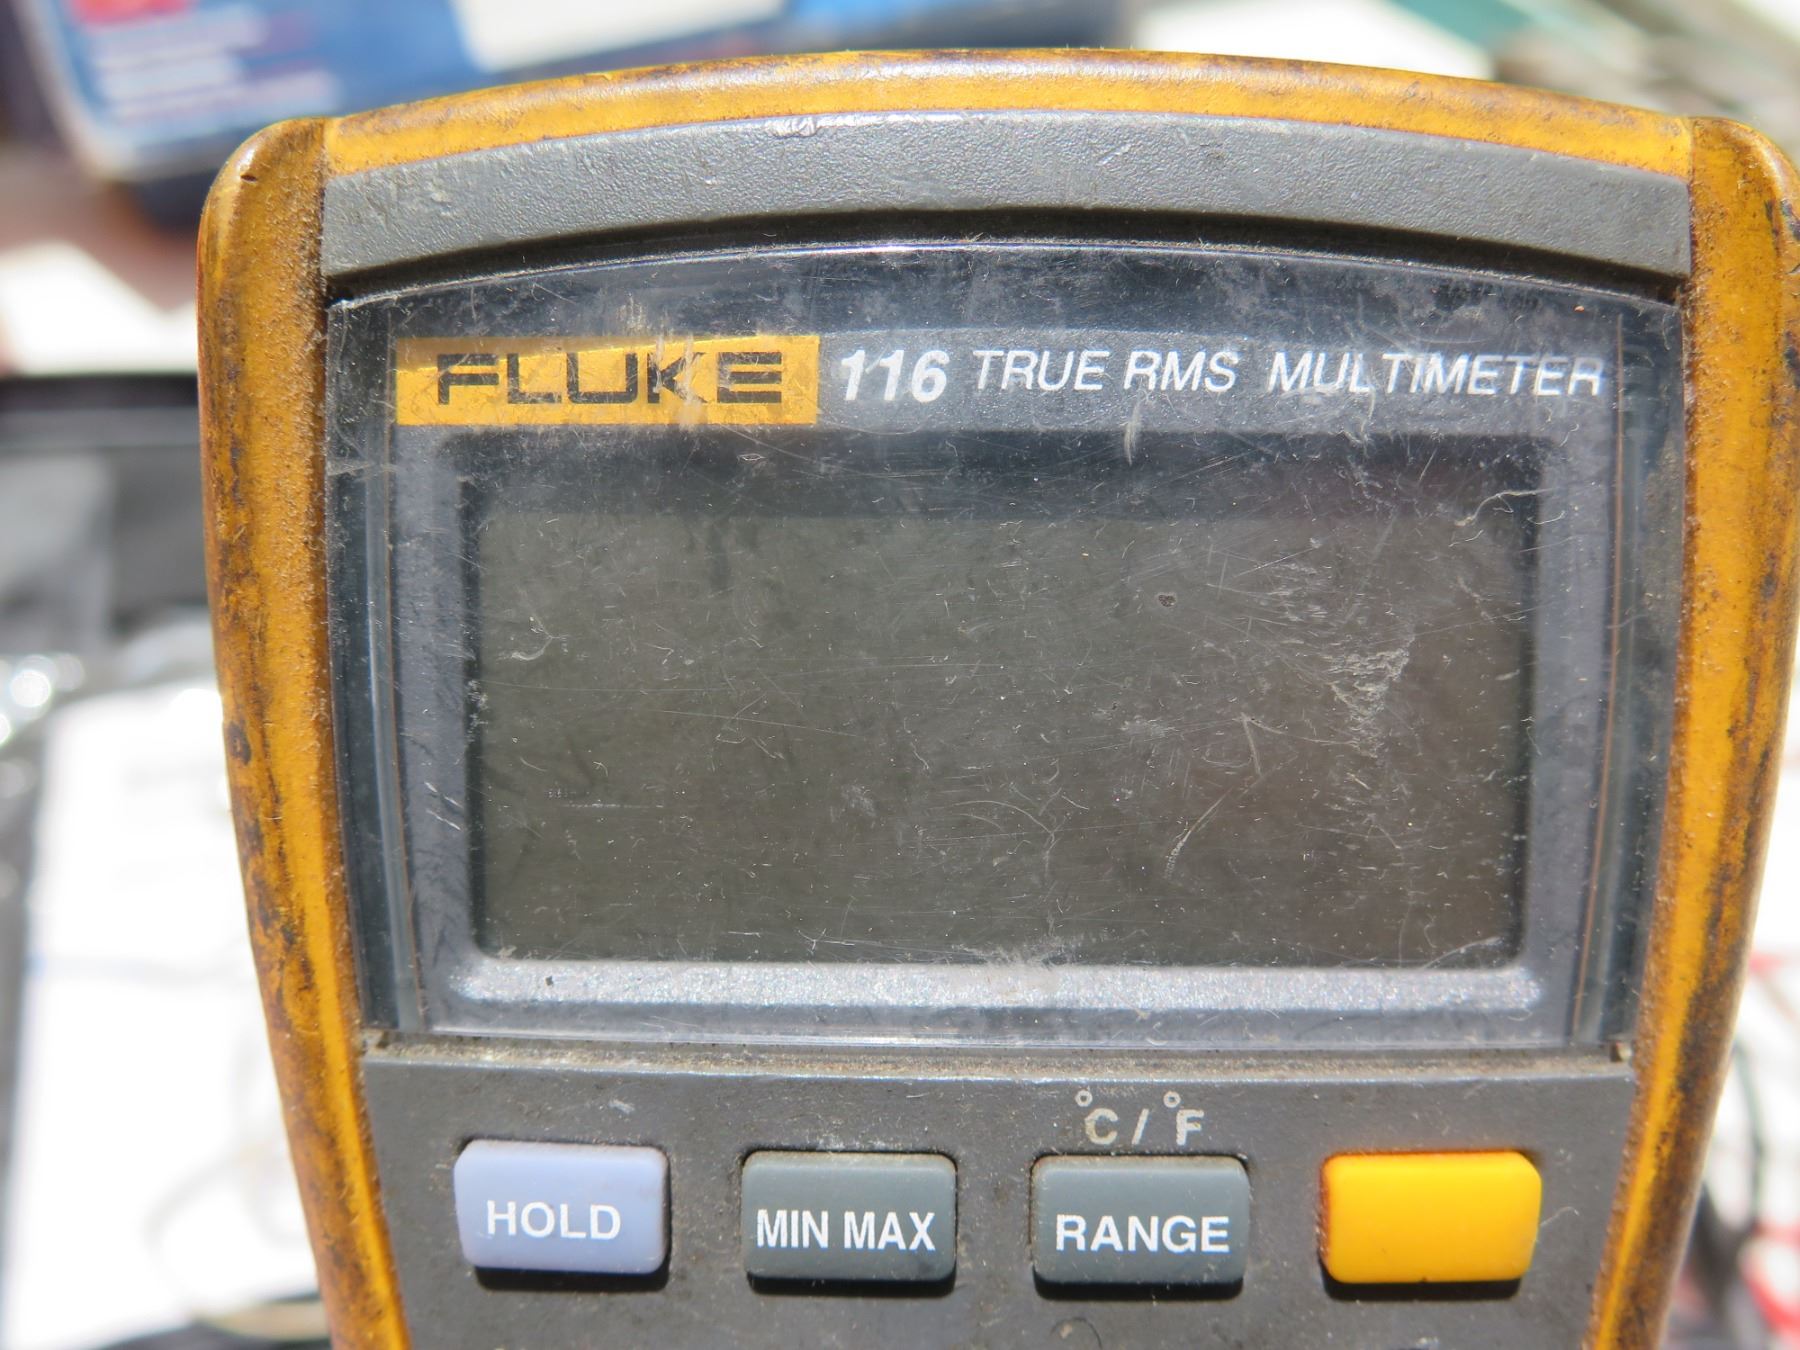 FLUKE 116 TRUE RMS MULTIMETER
°C / °F
HOLD MIN MAX RANGE